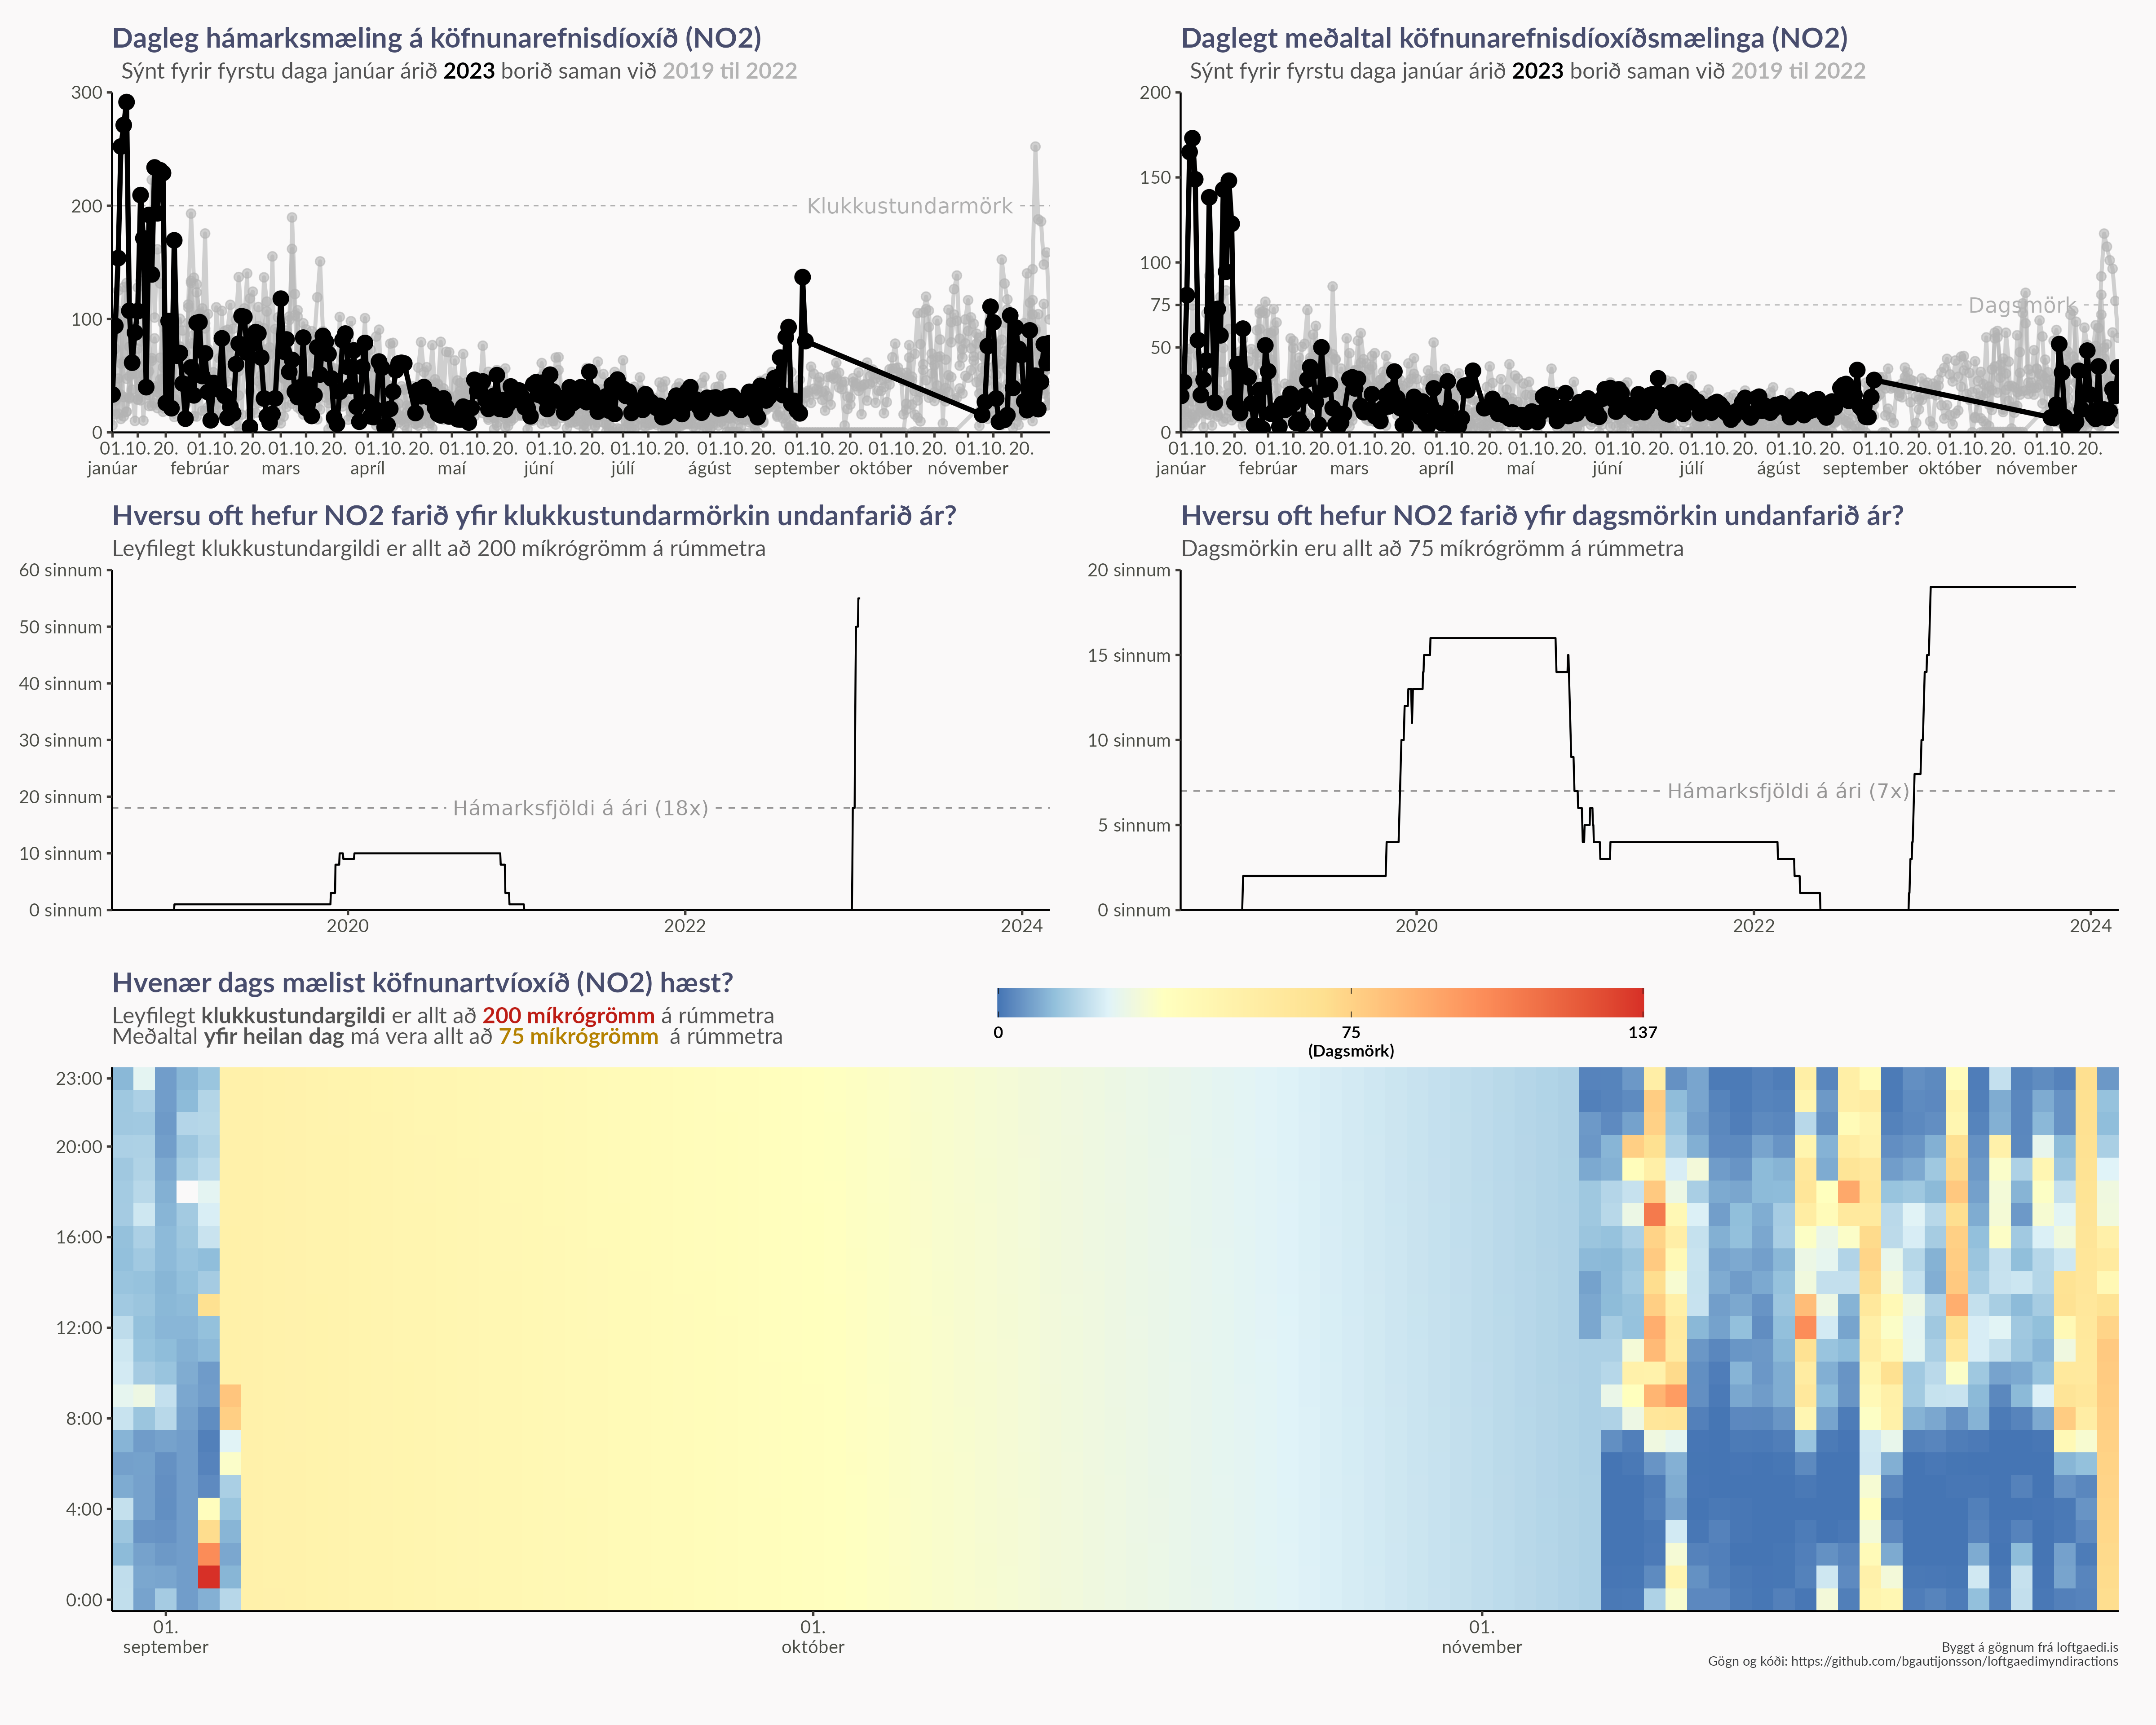 Dagleg hámarksmæling á köfnunarefnisdíoxíð (NO2)
Sýnt fyrir fyrstu daga janúar árið 2023 borið saman við 2019 til 2022
300
200
100
0
Klukkustundarmörk
01.10. 20. 01.10. 20. 01.10. 20. 01.10. 20. 01.10. 20. 01.10. 20. 01.10. 20. 01.10. 20. 01.10. 20. 01.10. 20. 01.10. 20.
janúar febrúar mars apríl maí júní júlí ágúst september október nóvember
Daglegt meðaltal köfnunarefnisdíoxíðsmælinga (NO2)
Sýnt fyrir fyrstu daga janúar árið 2023 borið saman við 2019 til 2022
200
150
100
75
50
0
Dagsmörk
01.10. 20. 01.10. 20. 01.10. 20. 01.10. 20. 01.10. 20. 01.10. 20. 01.10. 20. 01.10. 20. 01.10. 20. 01.10. 20. 01.10. 20.
janúar febrúar mars apríl maí júní júlí ágúst september október nóvember
Hversu oft hefur NO2 farið yfir klukkustundarmörkin undanfarið ár?
Leyfilegt klukkustundargildi er allt að 200 míkrógrömm á rúmmetra
60 sinnum
50 sinnum
40 sinnum
30 sinnum
20 sinnum
10 sinnum
0 sinnum
Hámarksfjöldi á ári (18x)
2020 2022 2024
Hversu oft hefur NO2 farið yfir dagsmörkin undanfarið ár?
Dagsmörkin eru allt að 75 míkrógrömm á rúmmetra
20 sinnum
15 sinnum
10 sinnum
5 sinnum
0 sinnum
Hámarksfjöldi á ári (7x)
2020 2022 2024
Hvenær dags mælist köfnunartvíoxíð (NO2) hæst?
Leyfilegt klukkustundargildi er allt að 200 míkrógrömm á rúmmetra
Meðaltal yfir heilan dag má vera allt að 75 míkrógrömm á rúmmetra
0 75 137
(Dagsmörk)
23:00
20:00
16:00
12:00
8:00
4:00
0:00
01. 01. 01.
september október nóvember
Byggt á gögnum frá loftgaedi.is
Gögn og kóði: https://github.com/bgautijonsson/loftgaedimyndiractions